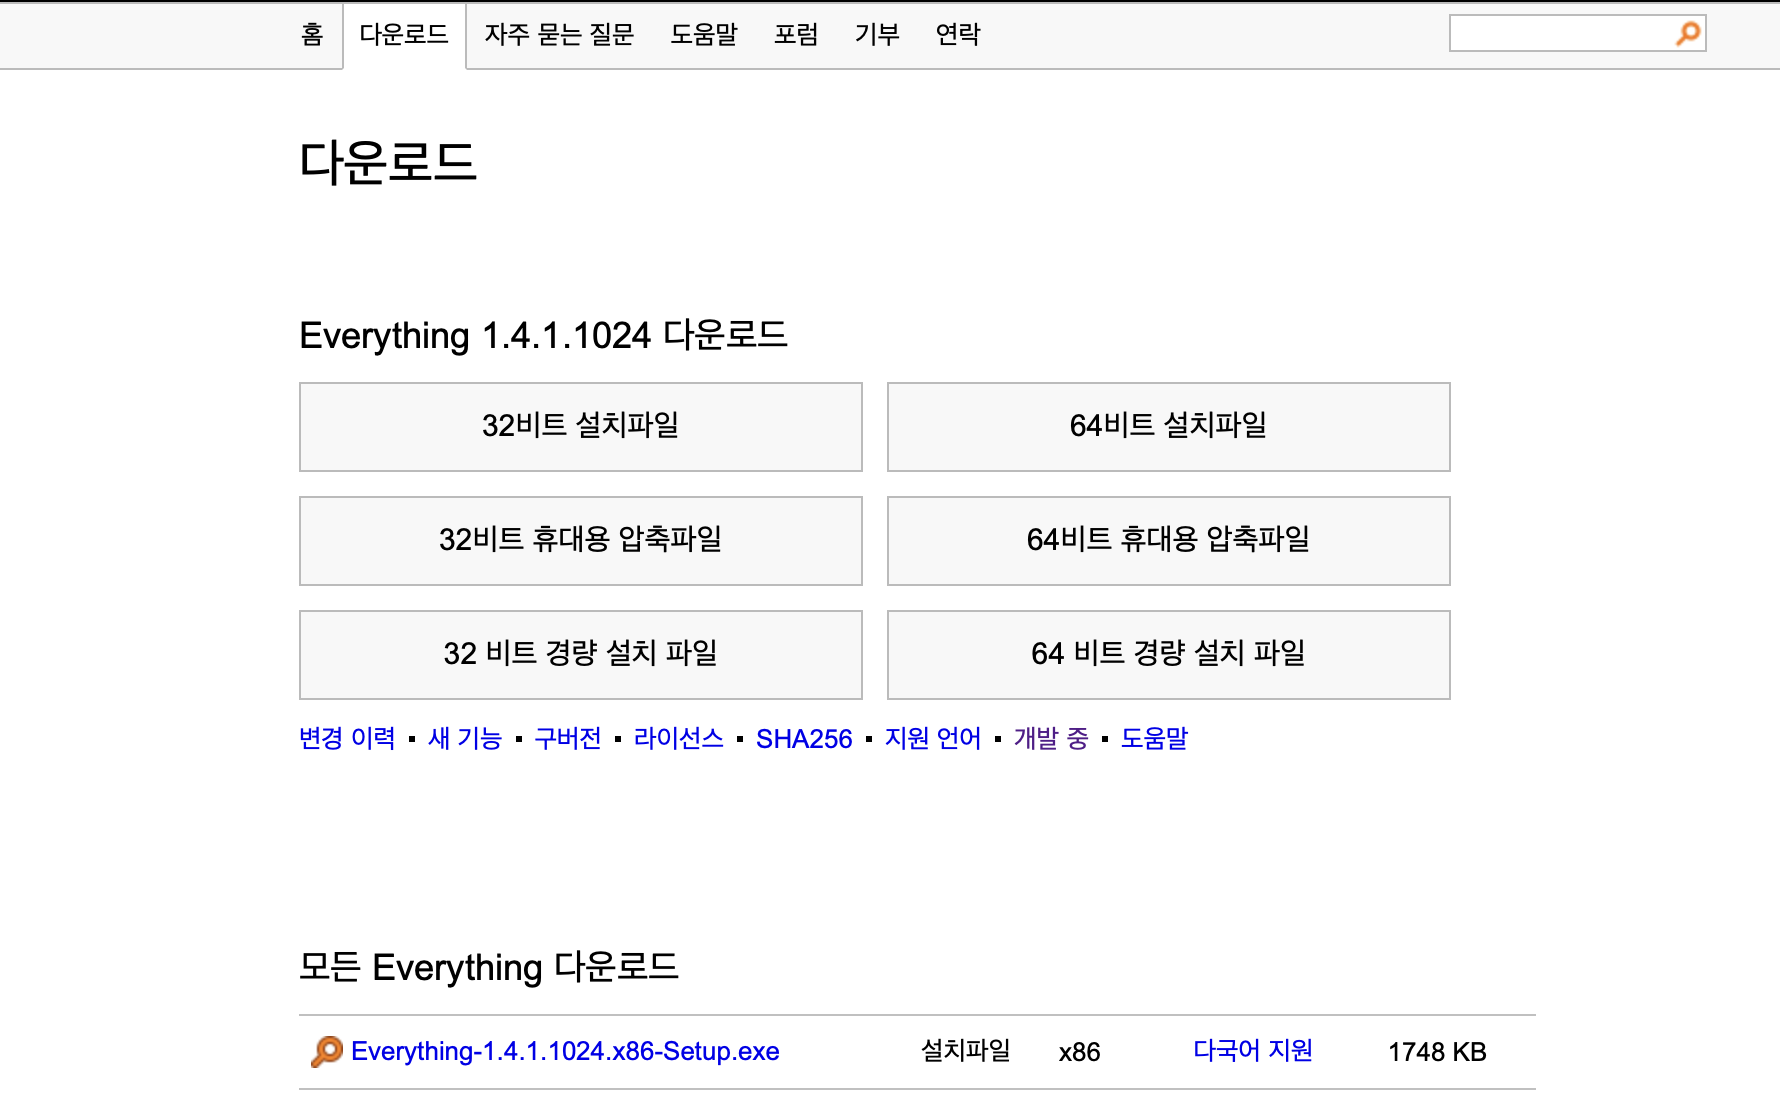 홈 다운로드 자주 묻는 질문 도움말 포럼 기부 연락
다운로드
Everything 1.4.1.1024 다운로드
32비트 설치파일 64비트 설치파일
32비트 휴대용 압축파일 64비트 휴대용 압축파일
32 비트 경량 설치 파일 64 비트 경량 설치 파일
변경 이력 ▪ 새 기능 ▪ 구버전 ▪ 라이선스 ▪ SHA256 ▪ 지원 언어 ▪ 개발 중 ▪ 도움말
모든 Everything 다운로드
Everything-1.4.1.1024.x86-Setup.exe 설치파일 x86 다국어 지원 1748 KB